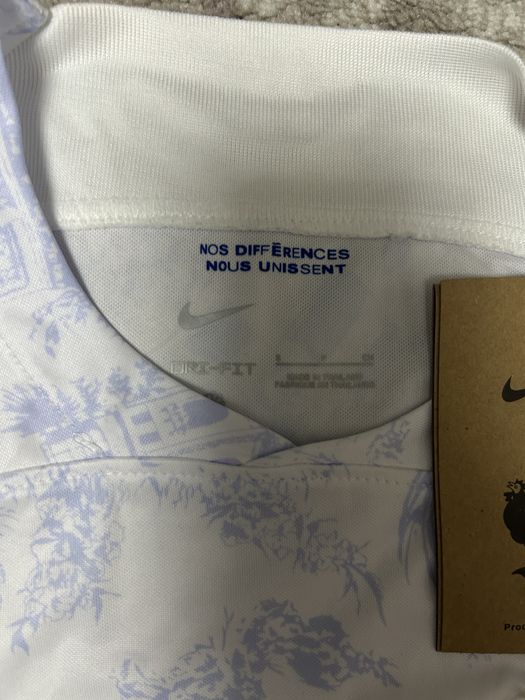 NOS DIFFÉRENCES
NOUS UNISSENT
DRI-FIT
MADE IN THAILAND
FABRIQUÉ EN THAÏLANDE